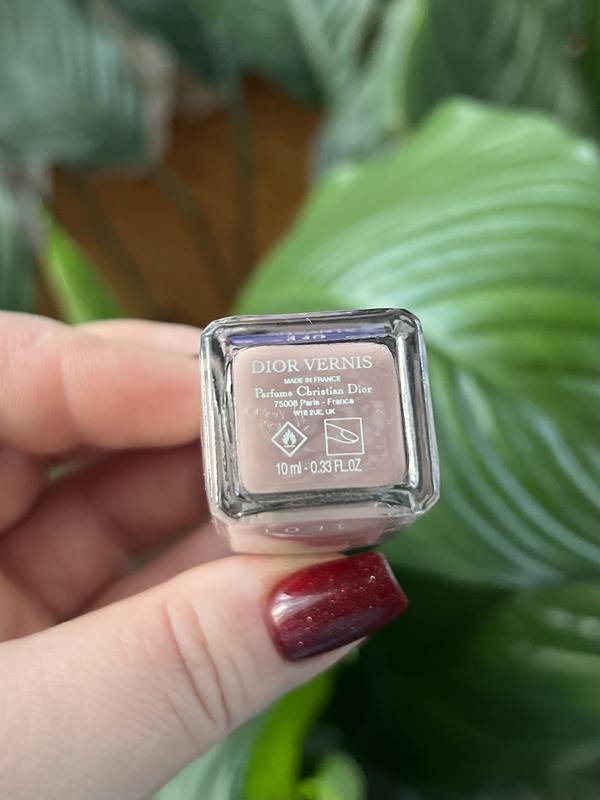 DIOR VERNIS
MADE IN FRANCE
Parfums Christian Dior
75008 Paris - France
W1B 2UE, UK
10 ml - 0.33 FL.OZ